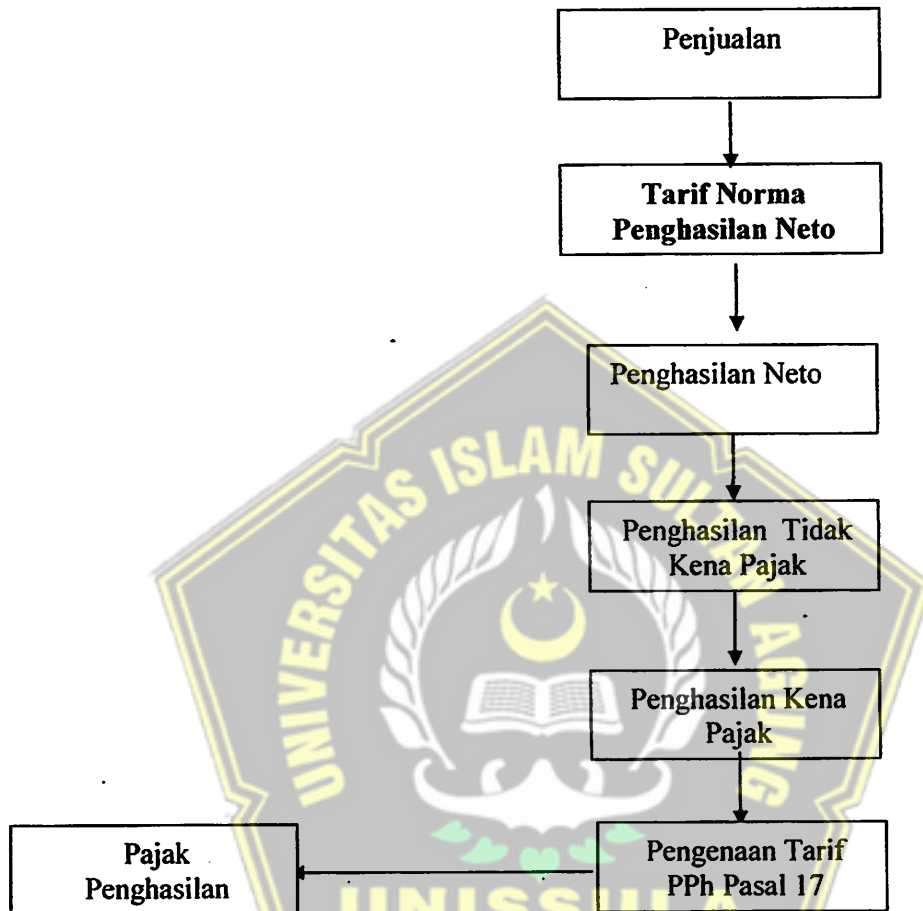 Penjualan
Tarif Norma
Penghasilan Neto
Penghasilan Neto
Penghasilan Tidak
Kena Pajak
Penghasilan Kena
Pajak
Pengenaan Tarif
PPh Pasal 17
Pajak
Penghasilan
UNIVERSITAS ISLAM SULTAN AGUNG
UNISSULA